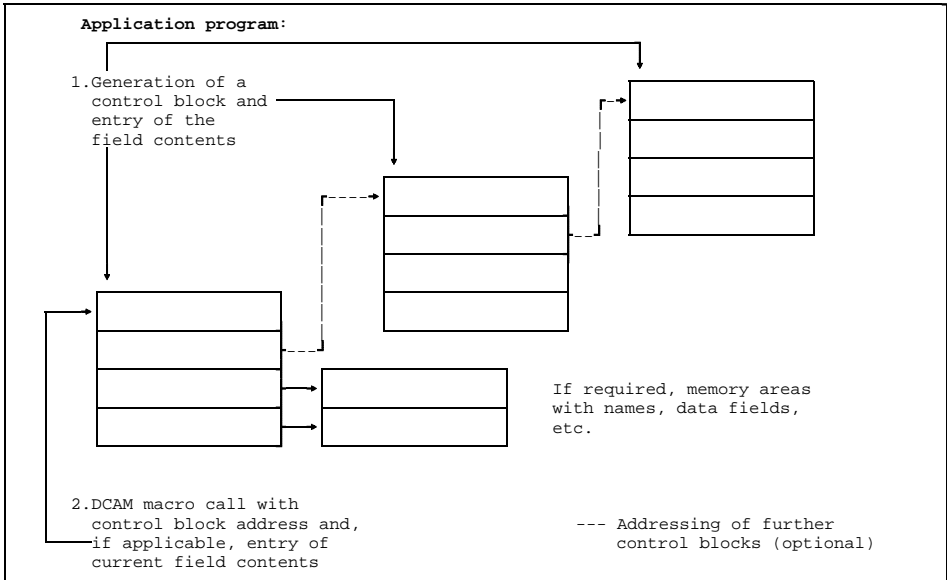 Application program:
1.Generation of a
control block and
entry of the
field contents
If required, memory areas
with names, data fields,
etc.
2.DCAM macro call with
control block address and,
if applicable, entry of
current field contents
--- Addressing of further
control blocks (optional)